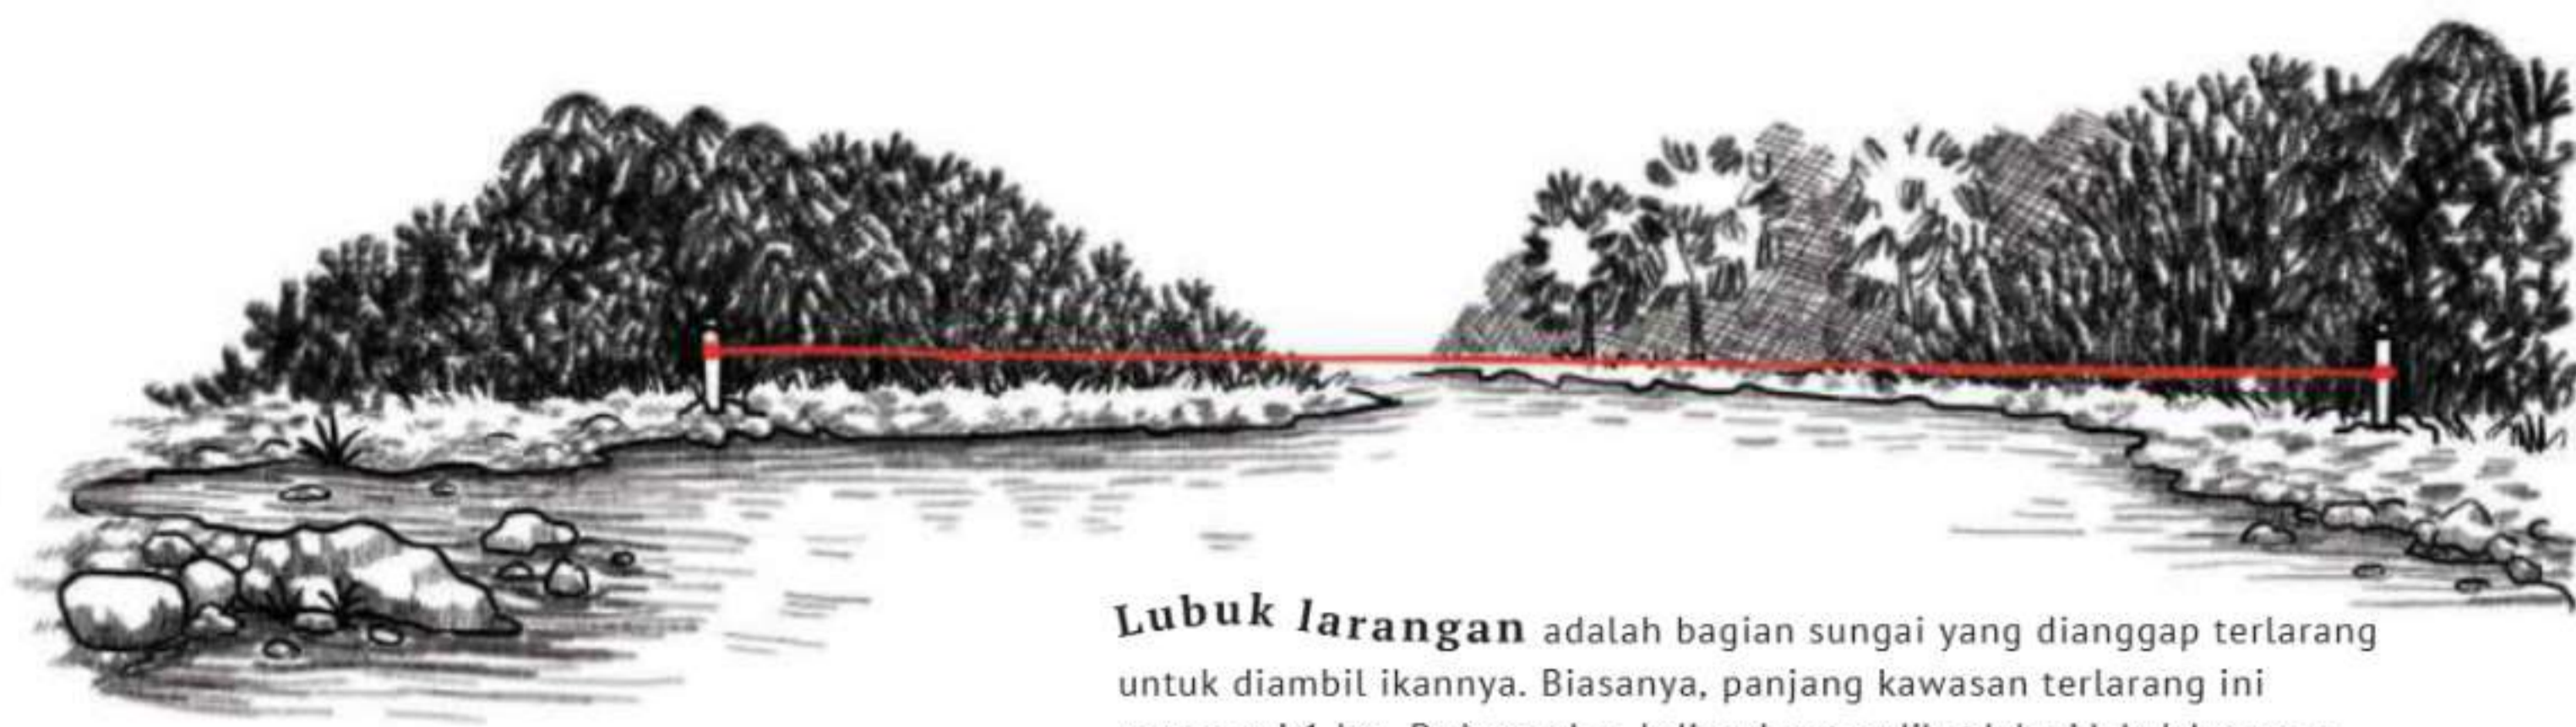 Lubuk larangan adalah bagian sungai yang dianggap terlarang
untuk diambil ikannya. Biasanya, panjang kawasan terlarang ini